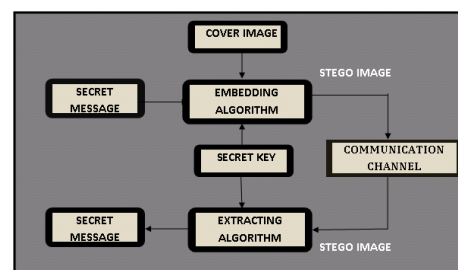 COVER IMAGE
STEGO IMAGE
SECRET
MESSAGE
EMBEDDING
ALGORITHM
SECRET KEY
COMMUNICATION
CHANNEL
SECRET
MESSAGE
EXTRACTING
ALGORITHM
STEGO IMAGE